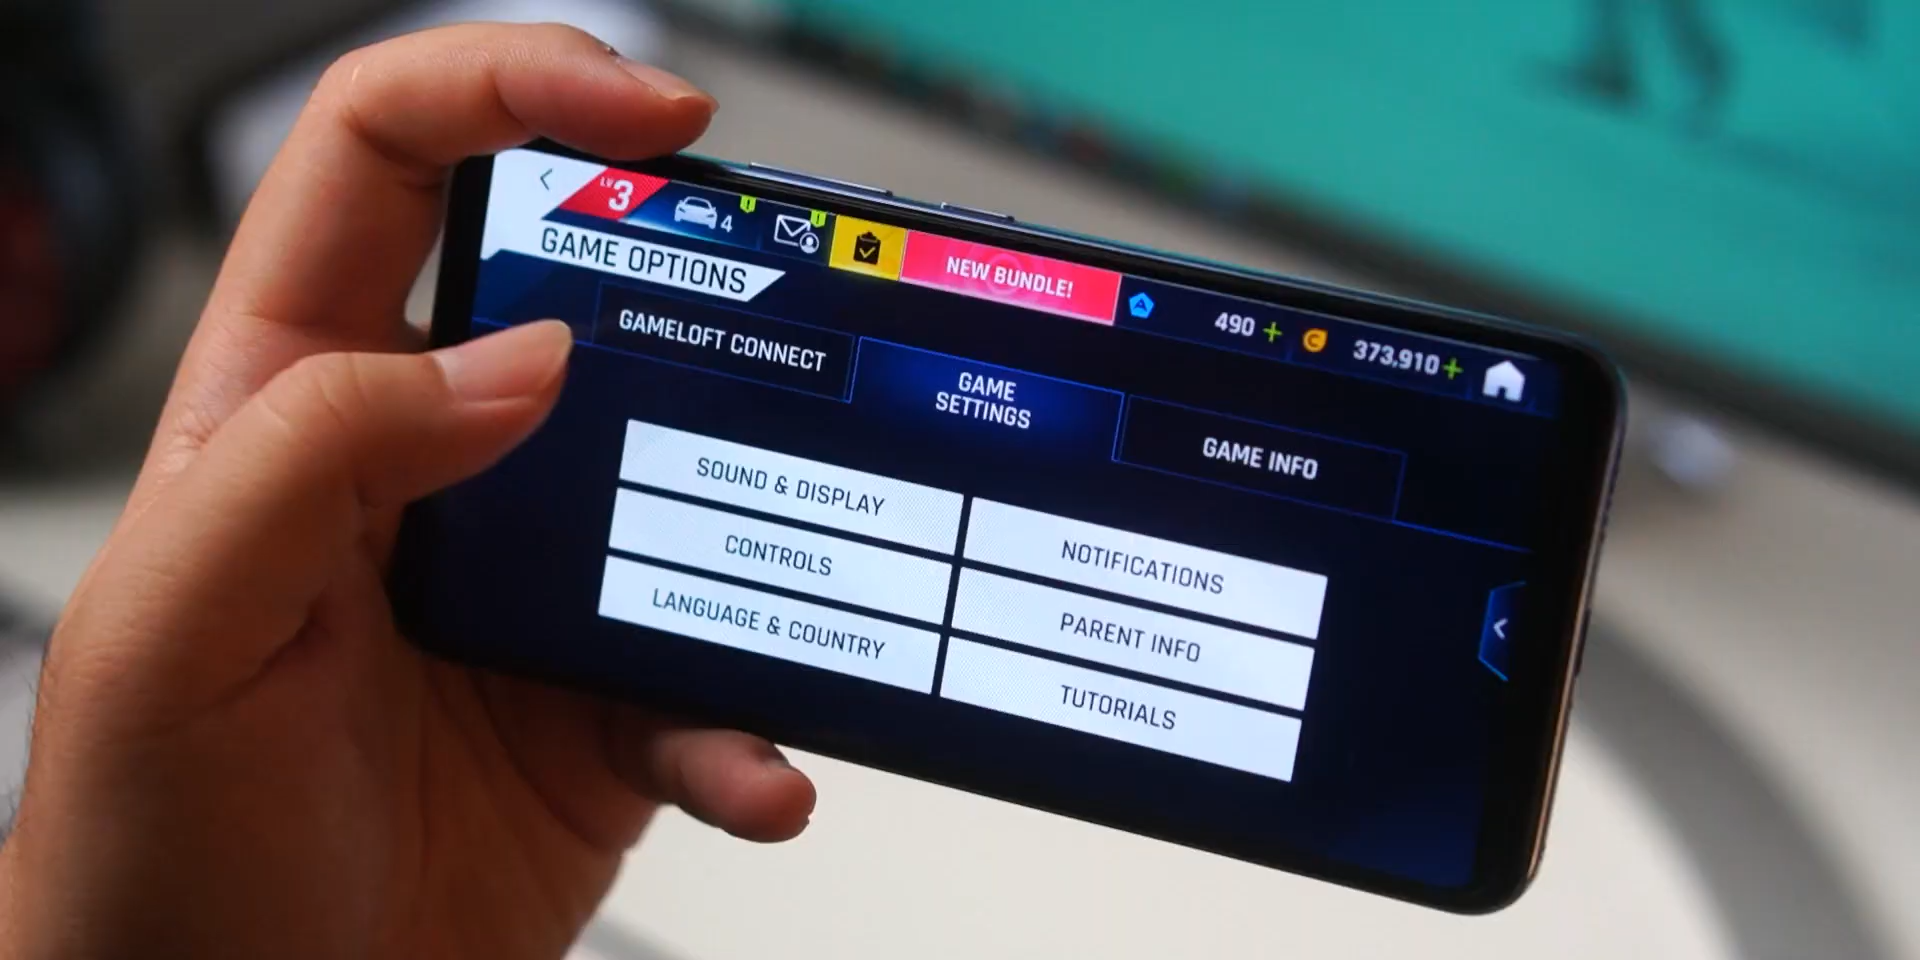 LV 3
4
NEW BUNDLE!
490
373,910
GAME OPTIONS
GAMELOFT CONNECT
GAME
SETTINGS
GAME INFO
SOUND & DISPLAY
NOTIFICATIONS
CONTROLS
PARENT INFO
LANGUAGE & COUNTRY
TUTORIALS